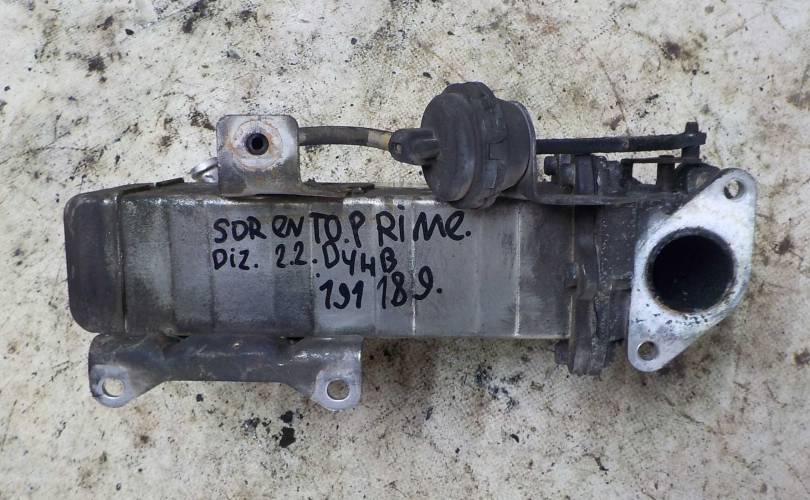 SORENTO.PRIME.
Diz. 2.2. D4HB
191 189.